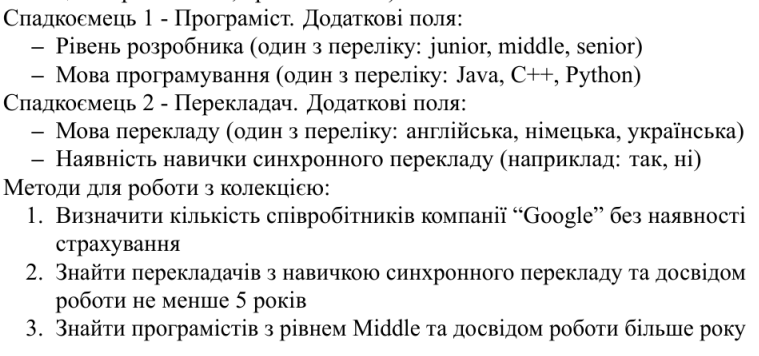 Спадкоємець 1 - Програміст. Додаткові поля:
– Рівень розробника (один з переліку: junior, middle, senior)
– Мова програмування (один з переліку: Java, C++, Python)
Спадкоємець 2 - Перекладач. Додаткові поля:
– Мова перекладу (один з переліку: англійська, німецька, українська)
– Наявність навички синхронного перекладу (наприклад: так, ні)
Методи для роботи з колекцією:
1. Визначити кількість співробітників компанії “Google” без наявності
страхування
2. Знайти перекладачів з навичкою синхронного перекладу та досвідом
роботи не менше 5 років
3. Знайти програмістів з рівнем Middle та досвідом роботи більше року